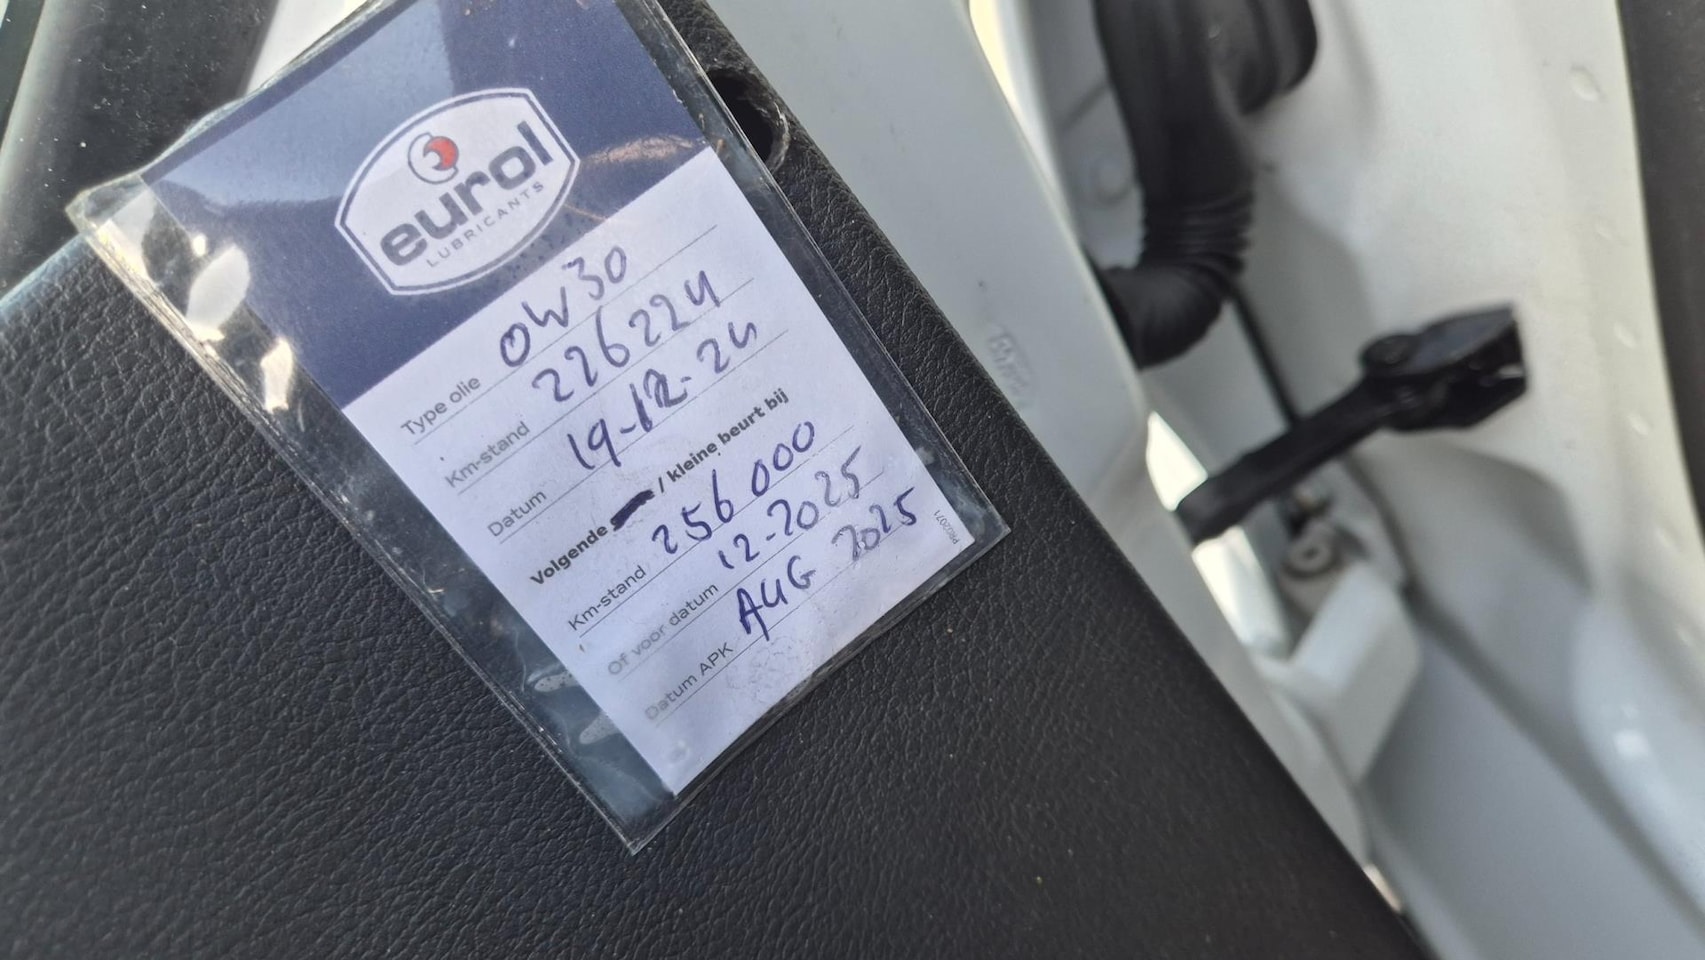 eurol
LUBRICANTS
Type olie 0W30
Km-stand 226224
Datum 19-12-24
Volgende / kleine beurt bij
Km-stand 256000
Of voor datum 12-2025
Datum APK AUG 2025